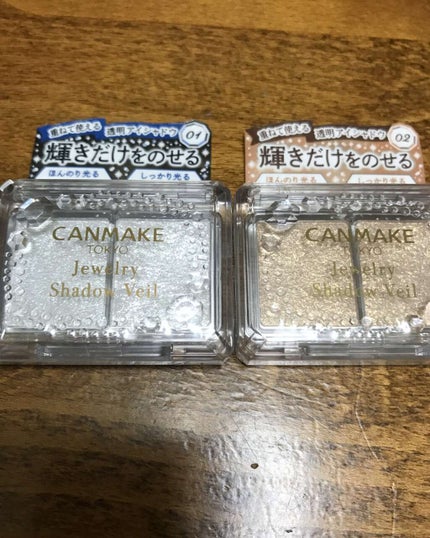 重ねて使える 透明アイシャドウ 01
輝きだけをのせる
ほんのり光る しっかり光る
CANMAKE
TOKYO
Jewelry
Shadow Veil
重ねて使える 透明アイシャドウ 02
輝きだけをのせる
ほんのり光る しっかり光る
CANMAKE
TOKYO
Jewelry
Shadow Veil